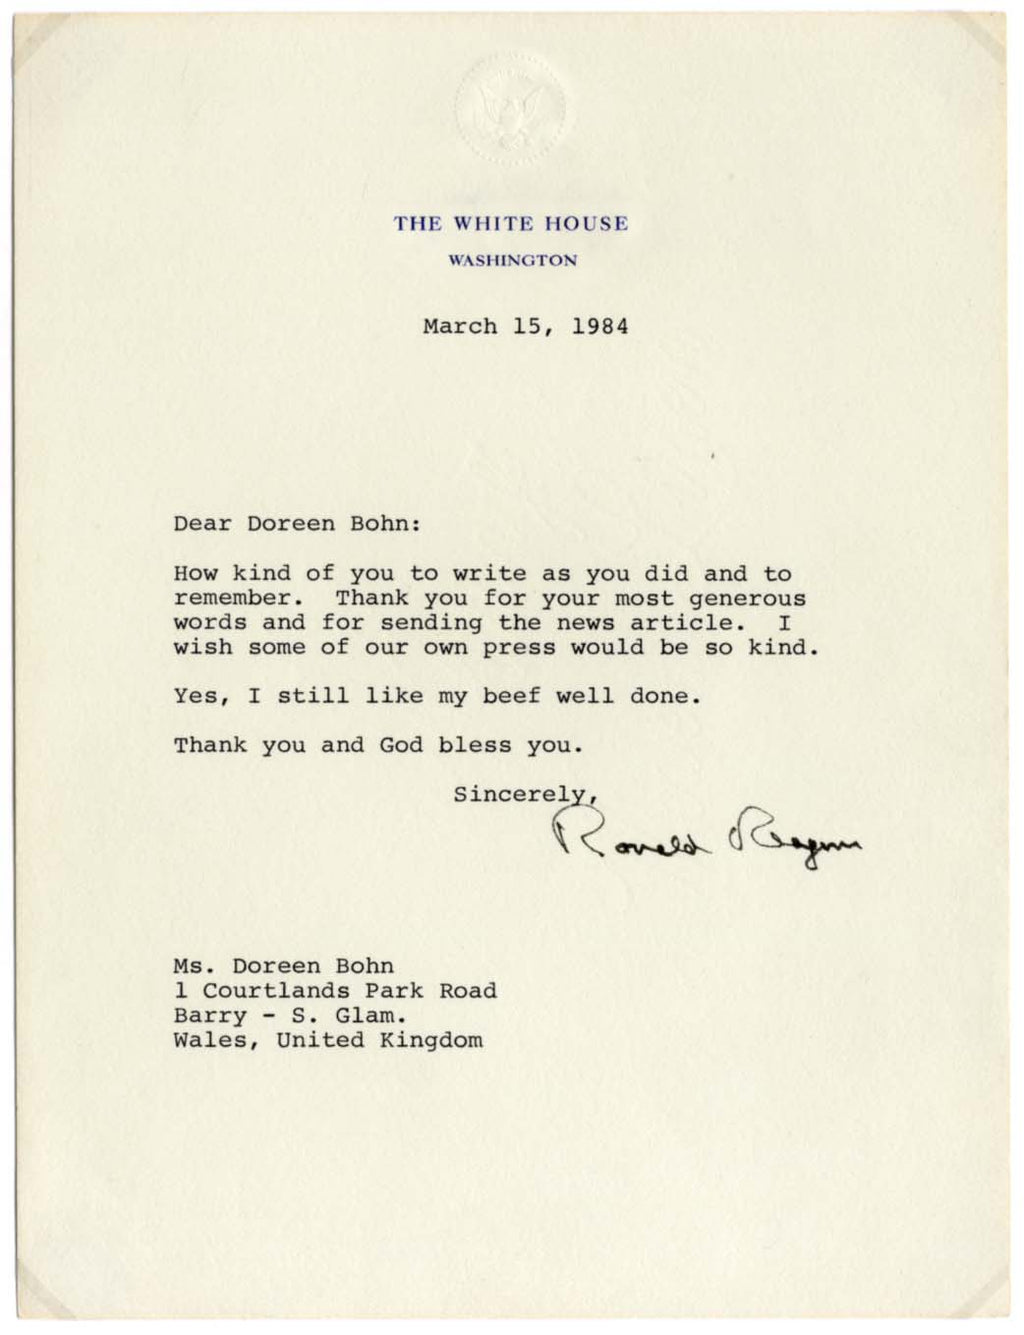 THE WHITE HOUSE
WASHINGTON
March 15, 1984
Dear Doreen Bohn:
How kind of you to write as you did and to
remember. Thank you for your most generous
words and for sending the news article. I
wish some of our own press would be so kind.
Yes, I still like my beef well done.
Thank you and God bless you.
Sincerely,
Ronald Reagan
Ms. Doreen Bohn
1 Courtlands Park Road
Barry - S. Glam.
Wales, United Kingdom